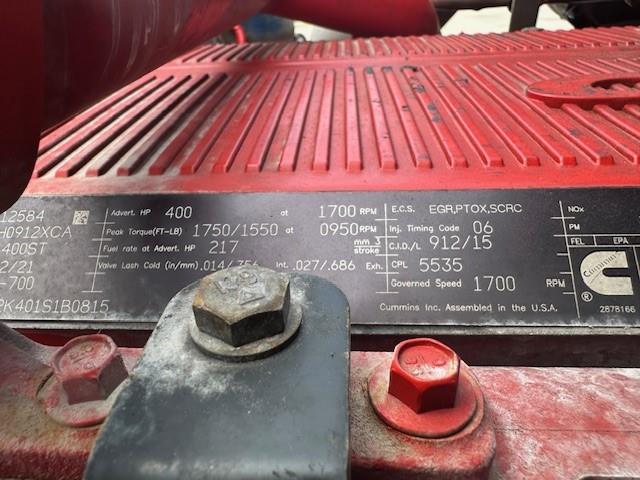 12584 Advert. HP 400 at 1700 RPM E.C.S. EGR,PTOX,SCRC NOx
H0912XCA Peak Torque(FT-LB) 1750/1550 at 0950 RPM Inj. Timing Code 06 PM
400ST Fuel rate at Advert. HP 217 mm 3 stroke C.I.D./L 912/15 FEL EPA
2/21 Valve Lash Cold (in/mm) .014/.356 Int. .027/.686 Exh. CPL 5535
-700 Governed Speed 1700 RPM Cummins ®
PK401S1B0815 Cummins Inc. Assembled in the U.S.A. 2878166